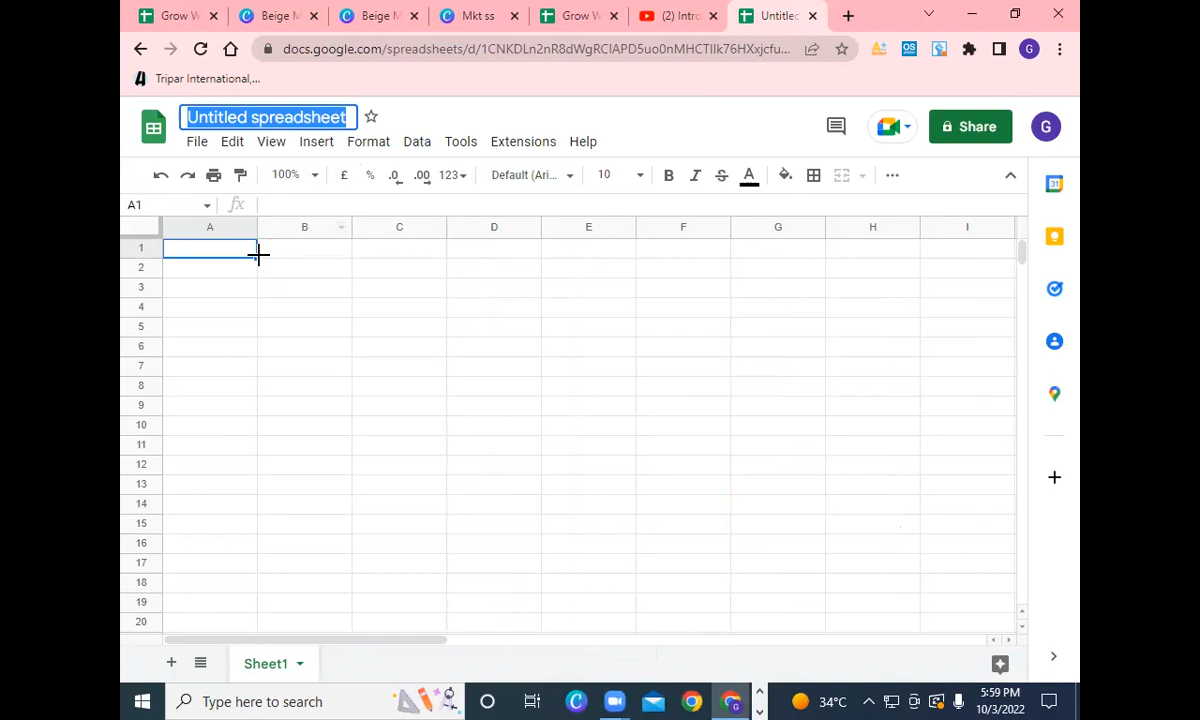 Grow W
Beige M
Beige M
Mkt ss
Grow W
(2) Intro
Untitled
docs.google.com/spreadsheets/d/1CNKDLn2nR8dWgRClAPD5uo0nMHCTIlk76HXxjcfu...
OS
G
Tripar International,...
Untitled spreadsheet
File Edit View Insert Format Data Tools Extensions Help
Share
G
100% £ % .0 .00 123 Default (Ari... 10 B I S A
31
A1 fx
A B C D E F G H I
1
2
3
4
5
6
7
8
9
10
11
12
13
14
15
16
17
18
19
20
Sheet1
Type here to search
34°C
5:59 PM
10/3/2022